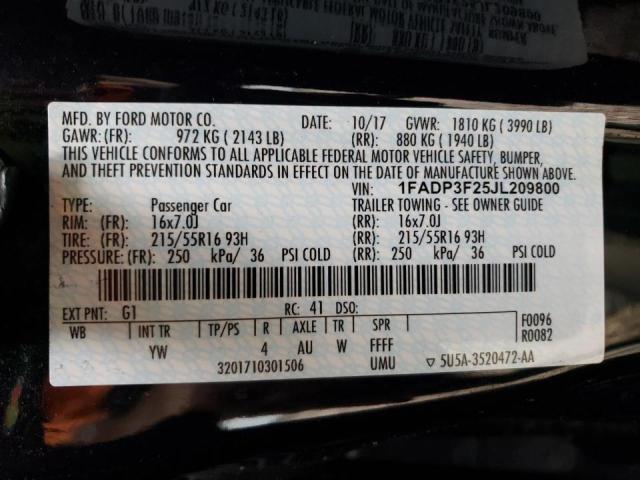 MFD. BY FORD MOTOR CO. DATE: 10/17 GVWR: 1810 KG ( 3990 LB)
GAWR: (FR): 972 KG ( 2143 LB) (RR): 880 KG ( 1940 LB)
THIS VEHICLE CONFORMS TO ALL APPLICABLE FEDERAL MOTOR VEHICLE SAFETY, BUMPER,
AND THEFT PREVENTION STANDARDS IN EFFECT ON THE DATE OF MANUFACTURE SHOWN ABOVE.
VIN: 1FADP3F25JL209800
TYPE: Passenger Car TRAILER TOWING - SEE OWNER GUIDE
RIM: (FR): 16x7.0J (RR): 16x7.0J
TIRE: (FR): 215/55R16 93H (RR): 215/55R16 93H
PRESSURE: (FR): 250 kPa/ 36 PSI COLD (RR): 250 kPa/ 36 PSI COLD
EXT PNT: G1 RC: 41 DSO: F0096
WB INT TR TP/PS R AXLE TR SPR R0082
YW 4 AU W FFFF
3201710301506 UMU ▽ 5U5A-3520472-AA